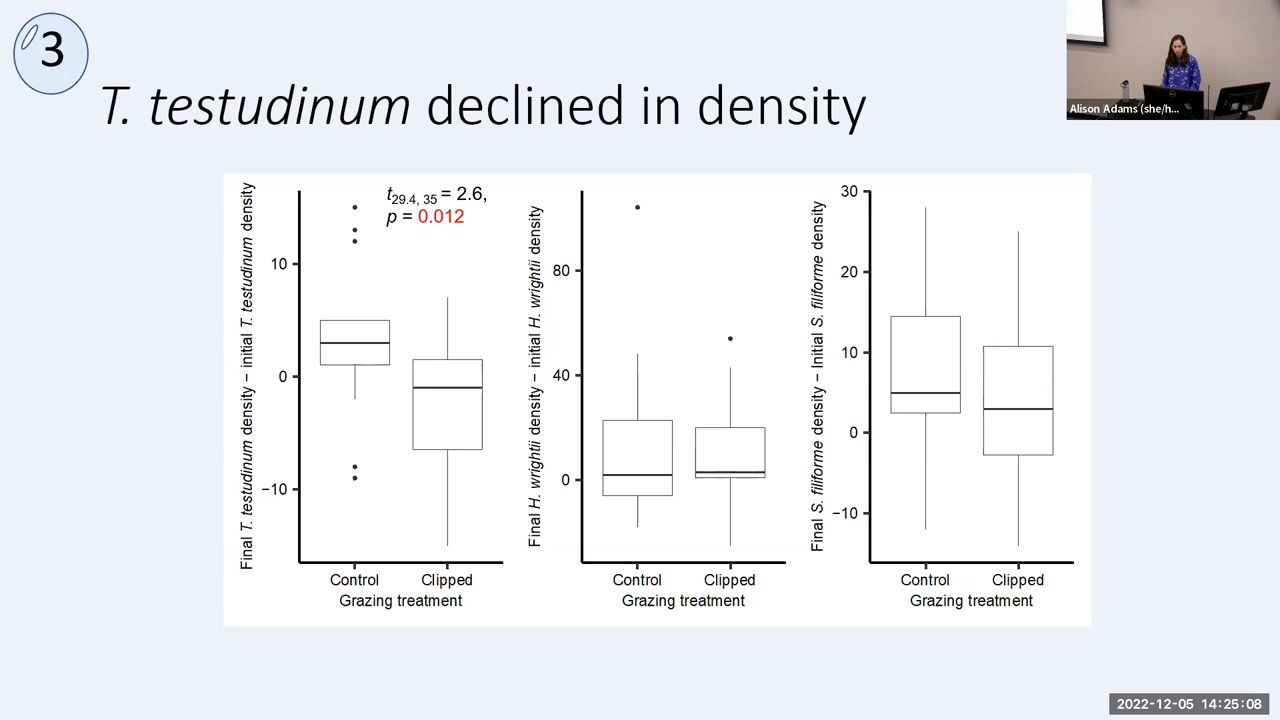 3
T. testudinum declined in density
Alison Adams (she/h...
t29.4, 35 = 2.6,
p = 0.012
Final T. testudinum density − initial T. testudinum density
10
0
−10
Control Clipped
Grazing treatment
Final H. wrightii density − initial H. wrightii density
80
40
0
Control Clipped
Grazing treatment
Final S. filiforme density − Initial S. filiforme density
30
20
10
0
−10
Control Clipped
Grazing treatment
2022-12-05 14:25:08